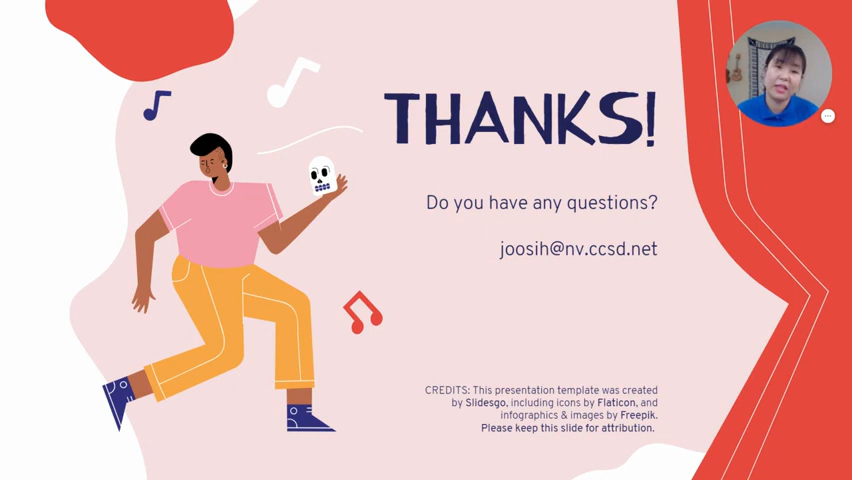 THANKS!
Do you have any questions?
joosih@nv.ccsd.net
CREDITS: This presentation template was created
by Slidesgo, including icons by Flaticon, and
infographics & images by Freepik.
Please keep this slide for attribution.